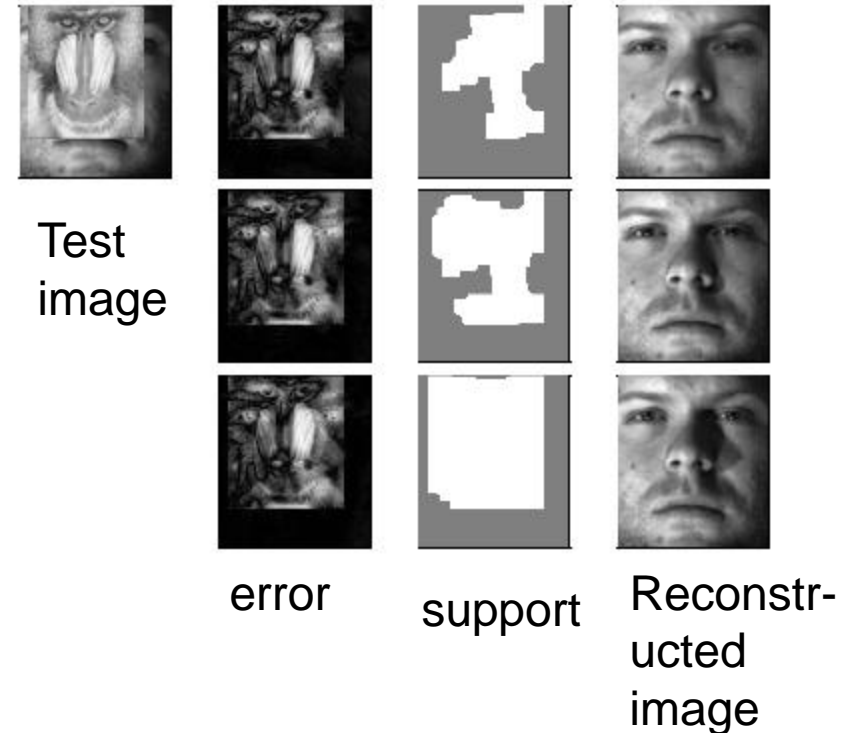 Test
image
error
support
Reconstr-
ucted
image